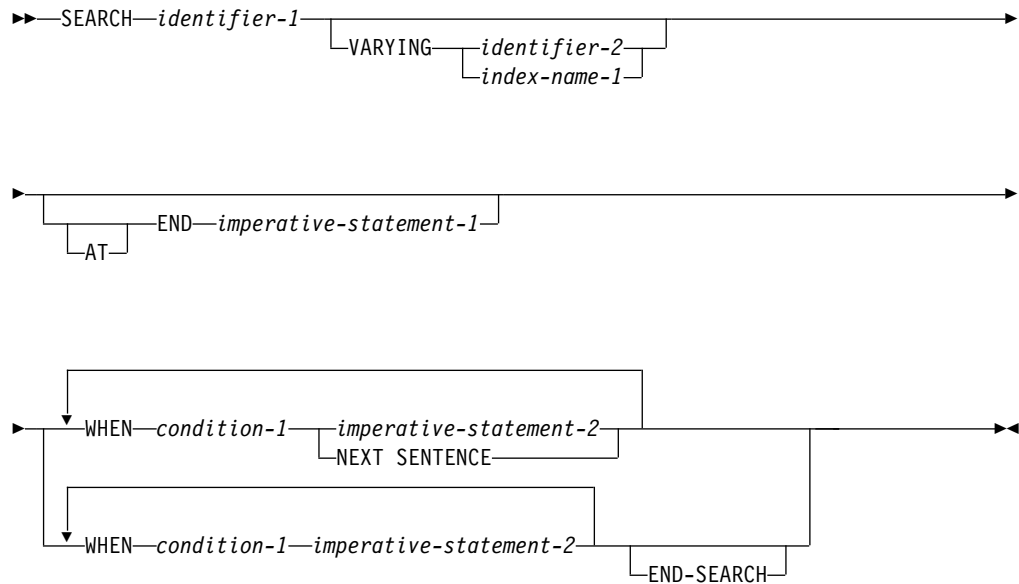 SEARCH identifier-1
VARYING identifier-2
index-name-1
END imperative-statement-1
AT
WHEN condition-1 imperative-statement-2
NEXT SENTENCE
WHEN condition-1 imperative-statement-2
END-SEARCH